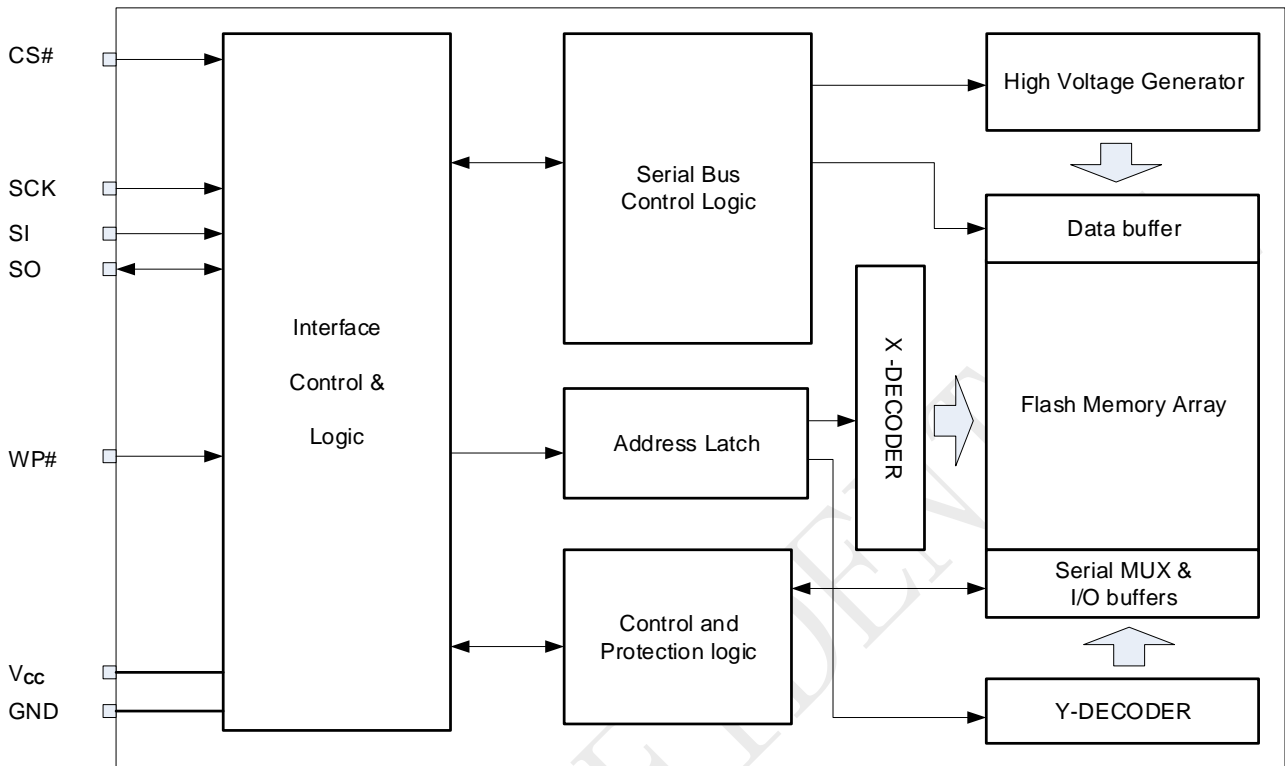 CS#
SCK
SI
SO
WP#
Vcc
GND
Interface
Control &
Logic
Serial Bus
Control Logic
Address Latch
Control and
Protection logic
X -DECODER
High Voltage Generator
Data buffer
Flash Memory Array
Serial MUX &
I/O buffers
Y-DECODER